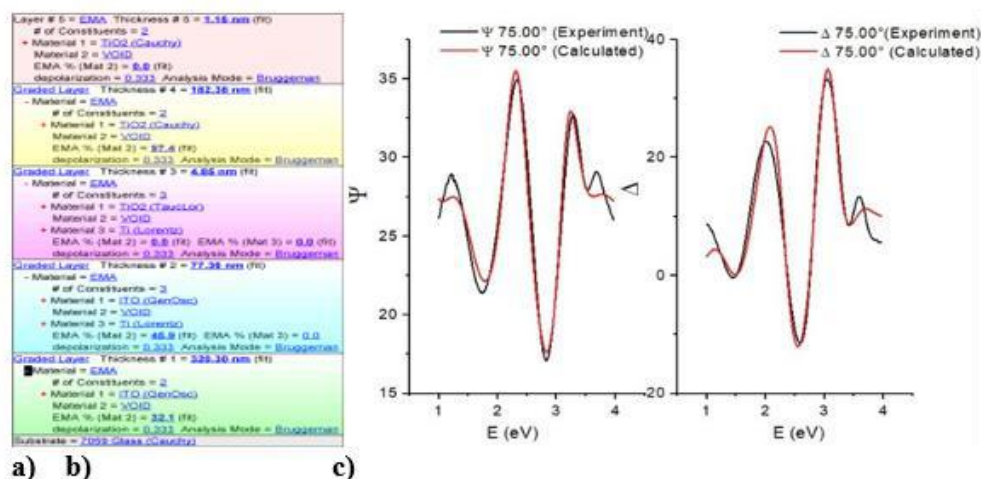 Layer # 5 = EMA Thickness # 5 = 1.16 nm (fit)
# of Constituents = 2
+ Material 1 = TiO2 (Cauchy)
Material 2 = VOID
EMA % (Mat 2) = 0.0 (fit)
depolarization = 0.333 Analysis Mode = Bruggeman
Graded Layer Thickness # 4 = 182.36 nm (fit)
- Material = EMA
# of Constituents = 2
+ Material 1 = TiO2 (Cauchy)
Material 2 = VOID
EMA % (Mat 2) = 97.4 (fit)
depolarization = 0.333 Analysis Mode = Bruggeman
Graded Layer Thickness # 3 = 4.85 nm (fit)
- Material = EMA
# of Constituents = 3
+ Material 1 = TiO2 (TaucLor)
Material 2 = VOID
+ Material 3 = Ti (Lorentz)
EMA % (Mat 2) = 0.0 (fit) EMA % (Mat 3) = 0.0 (fit)
depolarization = 0.333 Analysis Mode = Bruggeman
Graded Layer Thickness # 2 = 77.36 nm (fit)
- Material = EMA
# of Constituents = 3
+ Material 1 = ITO (GenOsc)
Material 2 = VOID
+ Material 3 = Ti (Lorentz)
EMA % (Mat 2) = 45.9 (fit) EMA % (Mat 3) = 0.0
depolarization = 0.333 Analysis Mode = Bruggeman
Graded Layer Thickness # 1 = 320.30 nm (fit)
Material = EMA
# of Constituents = 2
+ Material 1 = ITO (GenOsc)
Material 2 = VOID
EMA % (Mat 2) = 32.1 (fit)
depolarization = 0.333 Analysis Mode = Bruggeman
Substrate = 7059 Glass (Cauchy)
a) b) c)
Ψ 75.00° (Experiment)
Ψ 75.00° (Calculated)
35
30
25
20
15
Ψ
1 2 3 4
E (eV)
Δ 75.00° (Experiment)
Δ 75.00° (Calculated)
40
20
0
-20
Δ
1 2 3 4
E (eV)